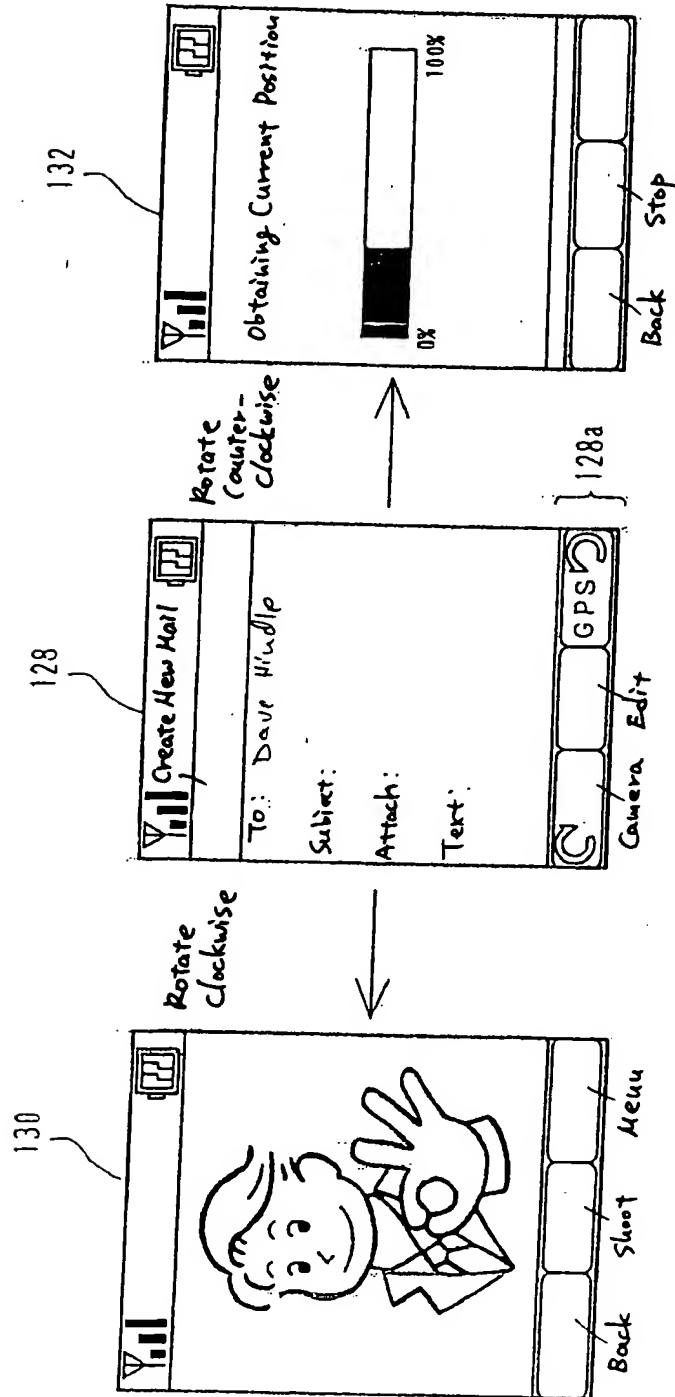 130
Back
Shoot
Menu
Rotate
Clockwise
128
Create New Mail
To: Dave Hindle
Subject:
Attach:
Text:
GPS
Camera
Edit
128a
Rotate
Counter-
Clockwise
132
Obtaining Current Position
0%
100%
Back
Stop